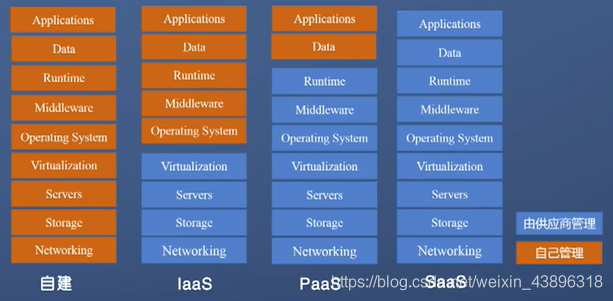 Applications
Data
Runtime
Middleware
Operating System
Virtualization
Servers
Storage
Networking
自建
Applications
Data
Runtime
Middleware
Operating System
Virtualization
Servers
Storage
Networking
IaaS
Applications
Data
Runtime
Middleware
Operating System
Virtualization
Servers
Storage
Networking
PaaS
Applications
Data
Runtime
Middleware
Operating System
Virtualization
Servers
Storage
Networking
SaaS
由供应商管理
自己管理
https://blog.csdn.net/weixin_43896318